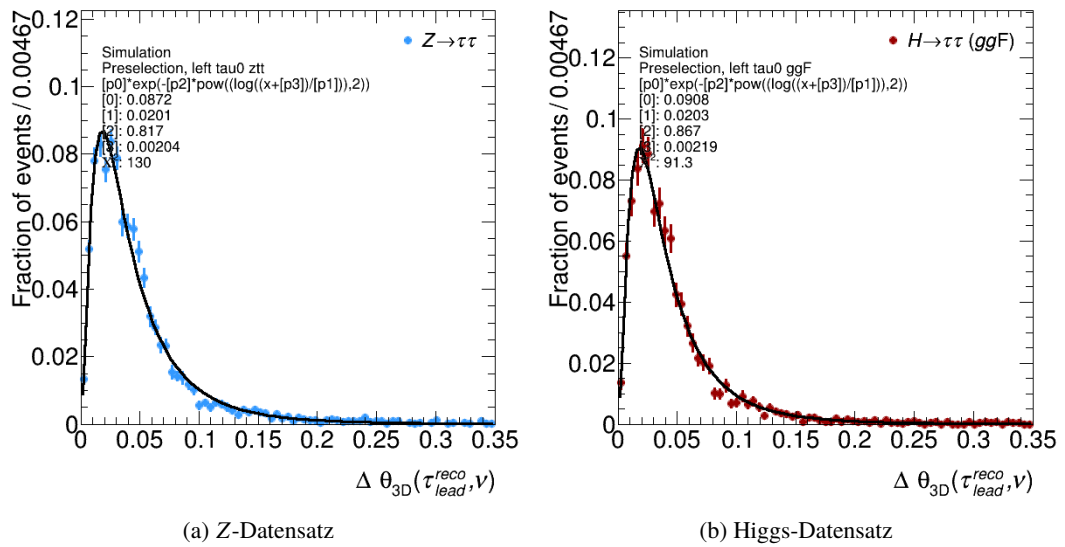 Fraction of events / 0.00467
0.12
0.1
0.08
0.06
0.04
0.02
0
Simulation
Preselection, left tau0 ztt
[p0]*exp(-[p2]*pow((log((x+[p3])/[p1])),2))
[0]: 0.0872
[1]: 0.0201
[2]: 0.817
0.00204
130
Z→ττ
0 0.05 0.1 0.15 0.2 0.25 0.3 0.35
Δ θ3D(τ^reco_lead,ν)
(a) Z-Datensatz
Fraction of events / 0.00467
0.12
0.1
0.08
0.06
0.04
0.02
0
Simulation
Preselection, left tau0 ggF
[p0]*exp(-[p2]*pow((log((x+[p3])/[p1])),2))
[0]: 0.0908
[1]: 0.0203
[2]: 0.867
0.00219
91.3
H→ττ (ggF)
0 0.05 0.1 0.15 0.2 0.25 0.3 0.35
Δ θ3D(τ^reco_lead,ν)
(b) Higgs-Datensatz